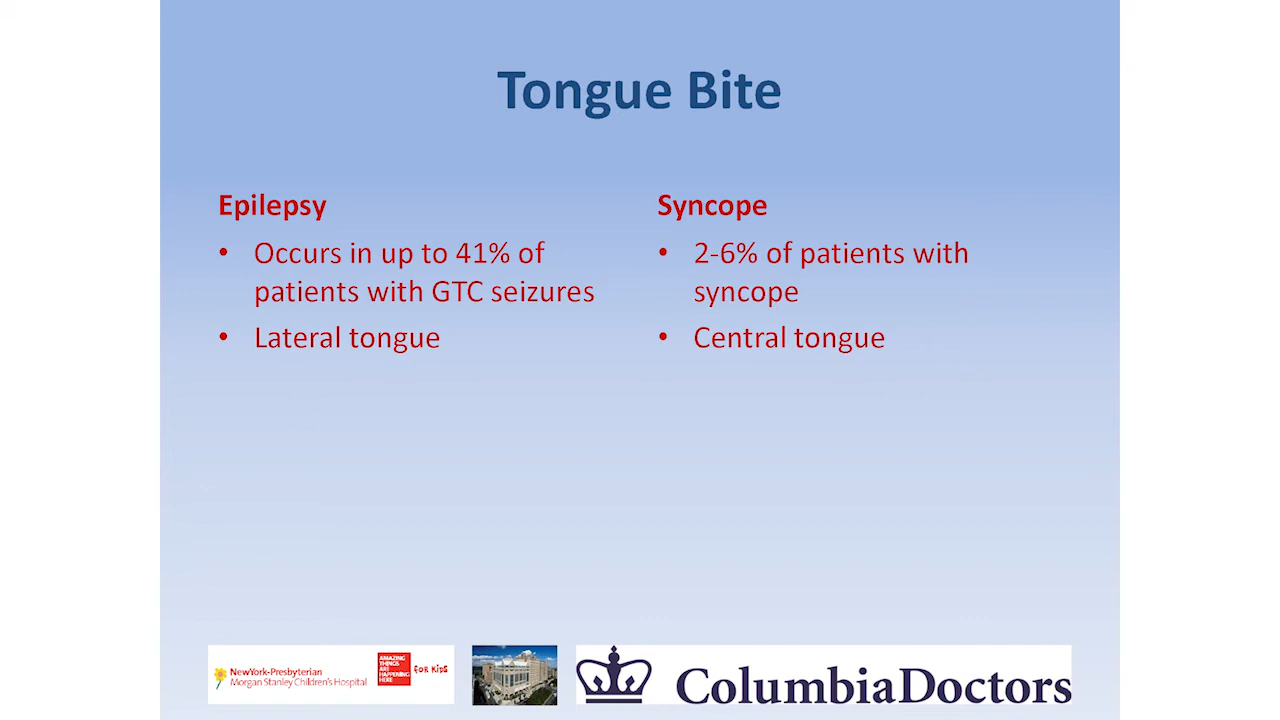 Tongue Bite
Epilepsy
• Occurs in up to 41% of
patients with GTC seizures
• Lateral tongue
Syncope
• 2-6% of patients with
syncope
• Central tongue
NewYork-Presbyterian
Morgan Stanley Children's Hospital
AMAZING
THINGS
ARE
HAPPENING
HERE
FOR KIDS
ColumbiaDoctors